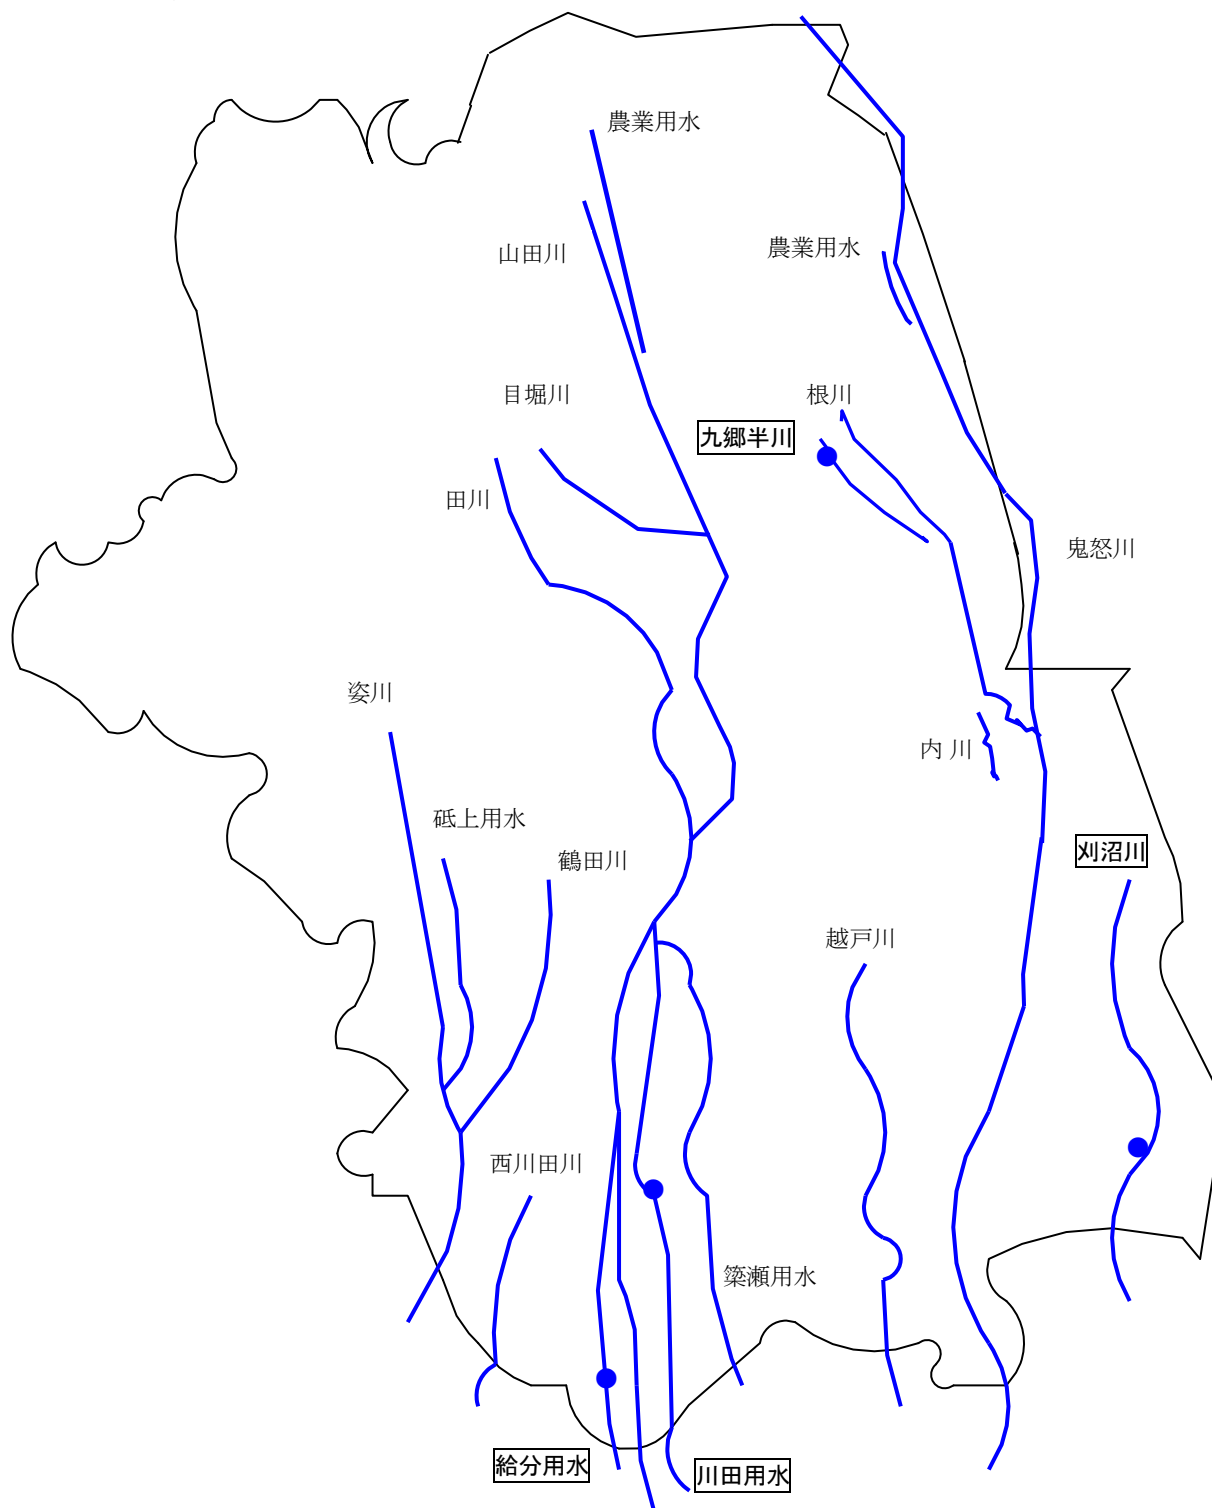 農業用水
山田川
農業用水
目堀川
根川
九郷半川
田川
鬼怒川
姿川
内川
砥上用水
鶴田川
刈沼川
越戸川
西川田川
簗瀬用水
給分用水
川田用水